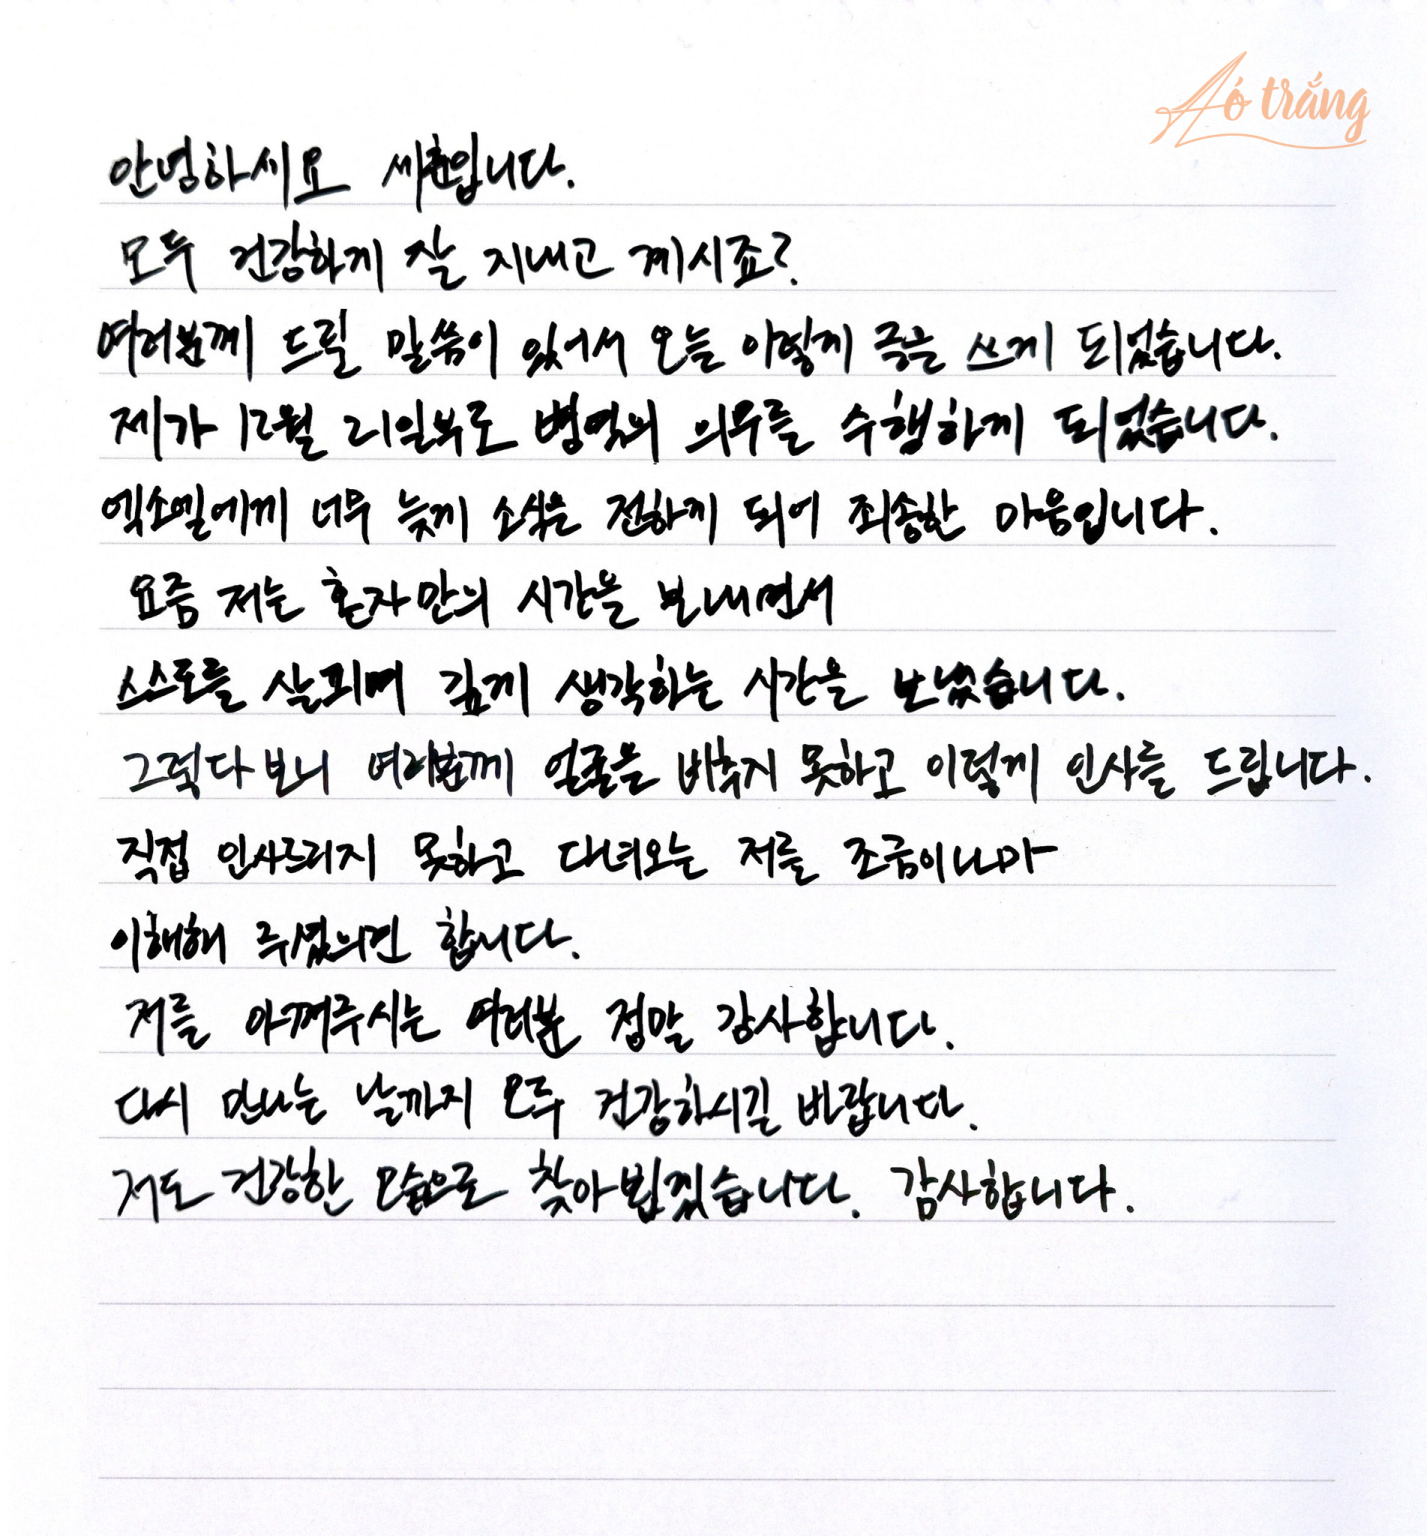 Aó trắng
안녕하세요 세훈입니다.
모두 건강하게 잘 지내고 계시죠?
여러분께 드릴 말씀이 있어서 오늘 이렇게 글을 쓰게 되었습니다.
제가 12월 21일부로 병역의 의무를 수행하게 되었습니다.
엑소엘에게 너무 늦게 소식을 전하게 되어 죄송한 마음입니다.
요즘 저는 혼자만의 시간을 보내면서
스스로를 살피며 깊게 생각하는 시간을 보냈습니다.
그렇다보니 여러분께 얼굴을 비추지 못하고 이렇게 인사를 드립니다.
직접 인사드리지 못하고 다녀오는 저를 조금이나마
이해해 주셨으면 합니다.
저를 아껴주시는 여러분 정말 감사합니다.
다시 만나는 날까지 모두 건강하시길 바랍니다.
저도 건강한 모습으로 찾아뵙겠습니다. 감사합니다.